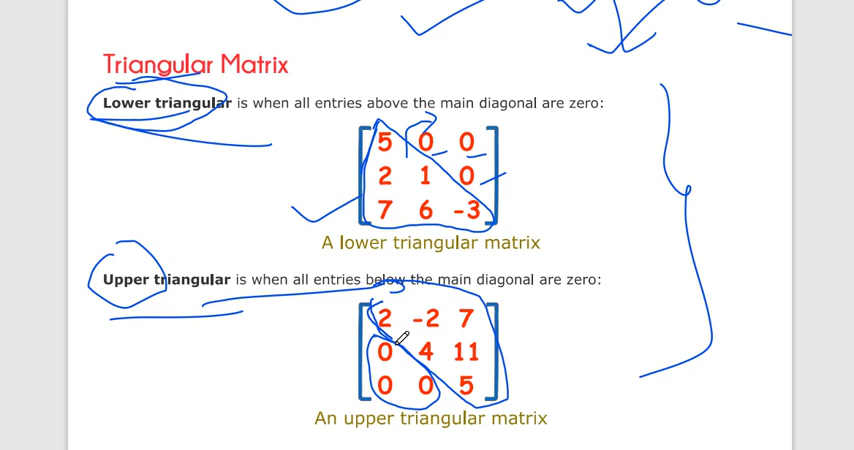 Triangular Matrix
Lower triangular is when all entries above the main diagonal are zero:
5 0 0
2 1 0
7 6 -3
A lower triangular matrix
Upper triangular is when all entries below the main diagonal are zero:
2 -2 7
0 4 11
0 0 5
An upper triangular matrix